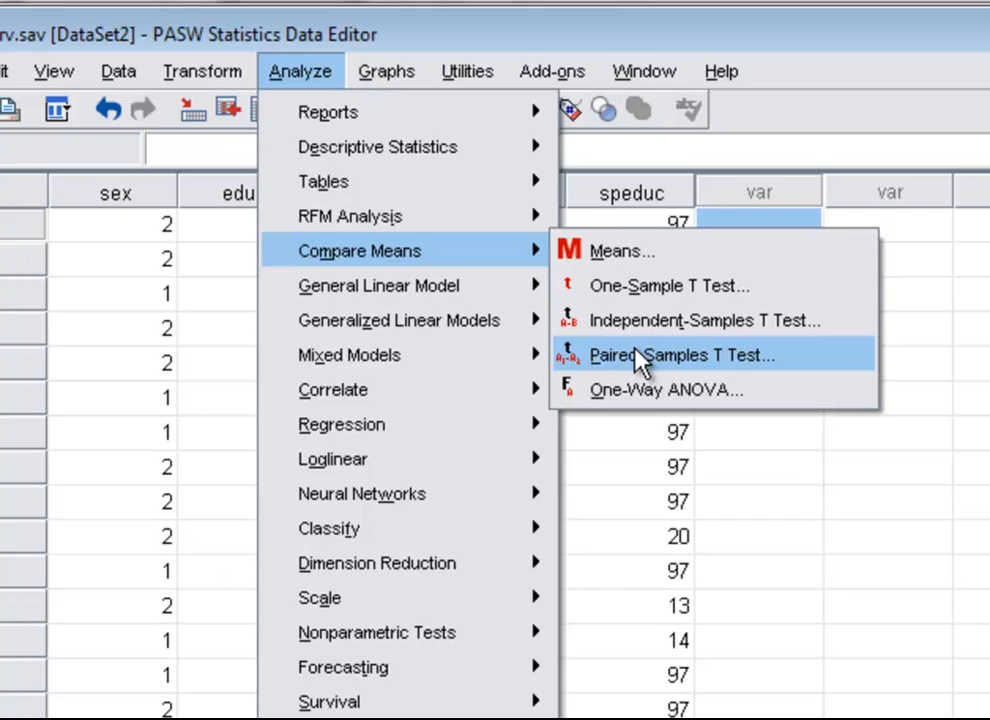 rv.sav [DataSet2] - PASW Statistics Data Editor
it View Data Transform Analyze Graphs Utilities Add-ons Window Help
Reports
Descriptive Statistics
Tables
RFM Analysis
Compare Means
General Linear Model
Generalized Linear Models
Mixed Models
Correlate
Regression
Loglinear
Neural Networks
Classify
Dimension Reduction
Scale
Nonparametric Tests
Forecasting
Survival
M Means...
t One-Sample T Test...
t A-B Independent-Samples T Test...
t A1-A2 Paired-Samples T Test...
F A One-Way ANOVA...
sex edu speduc var var
2 97
2
1
2
2
1
1 97
2 97
2 97
2 20
1 97
2 13
1 14
1 97
2 97